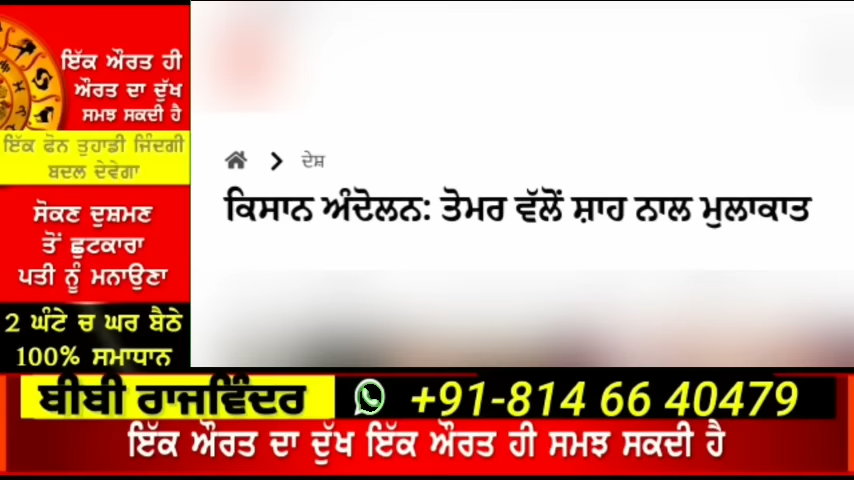 ਇੱਕ ਔਰਤ ਹੀ
ਔਰਤ ਦਾ ਦੁੱਖ
ਸਮਝ ਸਕਦੀ ਹੈ
ਇੱਕ ਫੋਨ ਤੁਹਾਡੀ ਜਿੰਦਗੀ
ਬਦਲ ਦੇਵੇਗਾ
ਸੋਕਣ ਦੁਸ਼ਮਣ
ਤੋਂ ਛੁਟਕਾਰਾ
ਪਤੀ ਨੂੰ ਮਨਾਉਣਾ
2 ਘੰਟੇ ਚ ਘਰ ਬੈਠੇ
100% ਸਮਾਧਾਨ
ਦੇਸ਼
ਕਿਸਾਨ ਅੰਦੋਲਨ: ਤੋਮਰ ਵੱਲੋਂ ਸ਼ਾਹ ਨਾਲ ਮੁਲਾਕਾਤ
ਬੀਬੀ ਰਾਜਵਿੰਦਰ +91-814 66 40479
ਇੱਕ ਔਰਤ ਦਾ ਦੁੱਖ ਇੱਕ ਔਰਤ ਹੀ ਸਮਝ ਸਕਦੀ ਹੈ